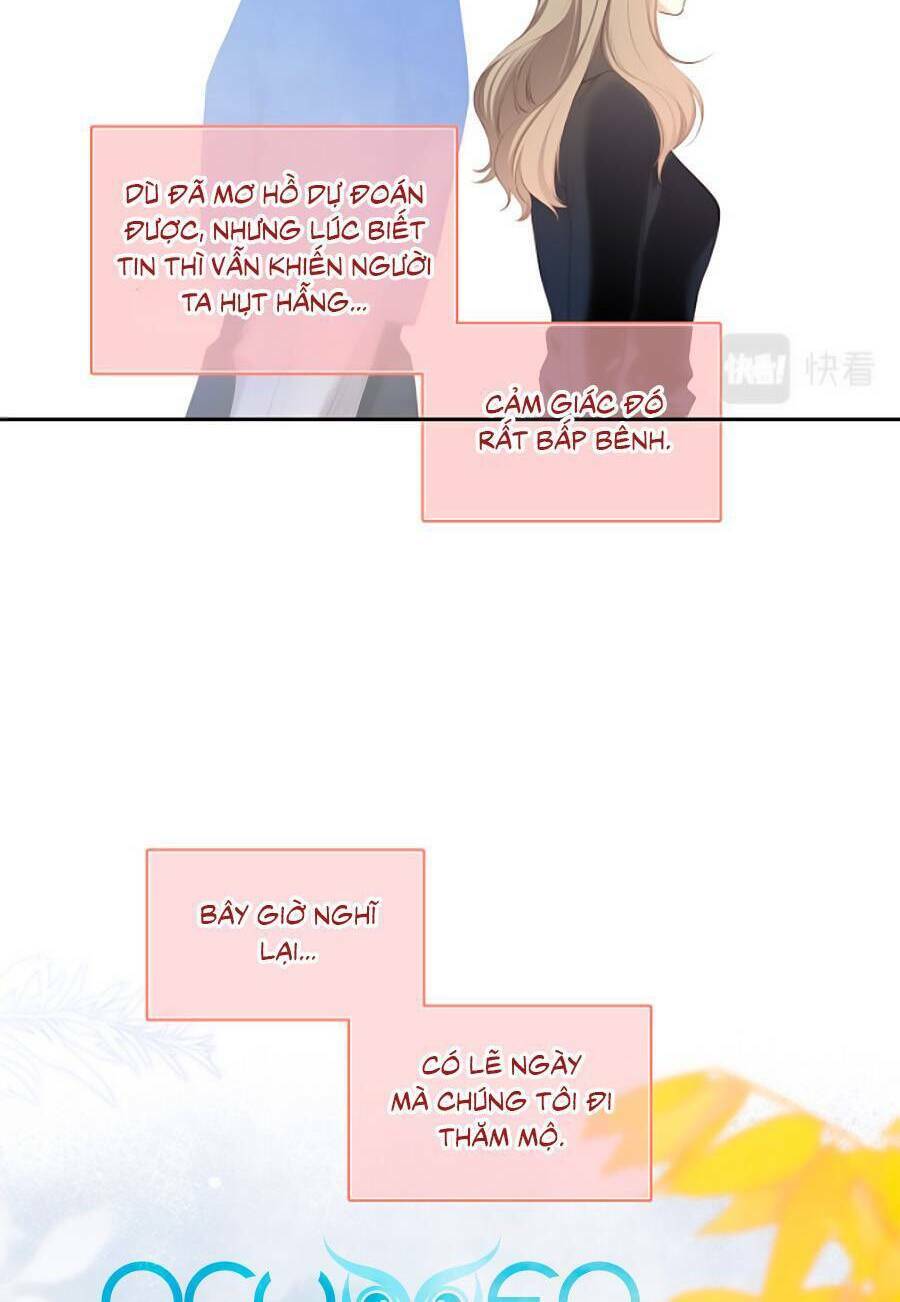 DÙ ĐÃ MƠ HỒ DỰ ĐOÁN
ĐƯỢC, NHƯNG LÚC BIẾT
TIN THÌ VẪN KHIẾN NGƯỜI
TA HỤT HẪNG...
快看! 快看
CẢM GIÁC ĐÓ
RẤT BẤP BÊNH.
BÂY GIỜ NGHĨ
LẠI...
CÓ LẼ NGÀY
MÀ CHÚNG TÔI ĐI
THĂM MỘ.